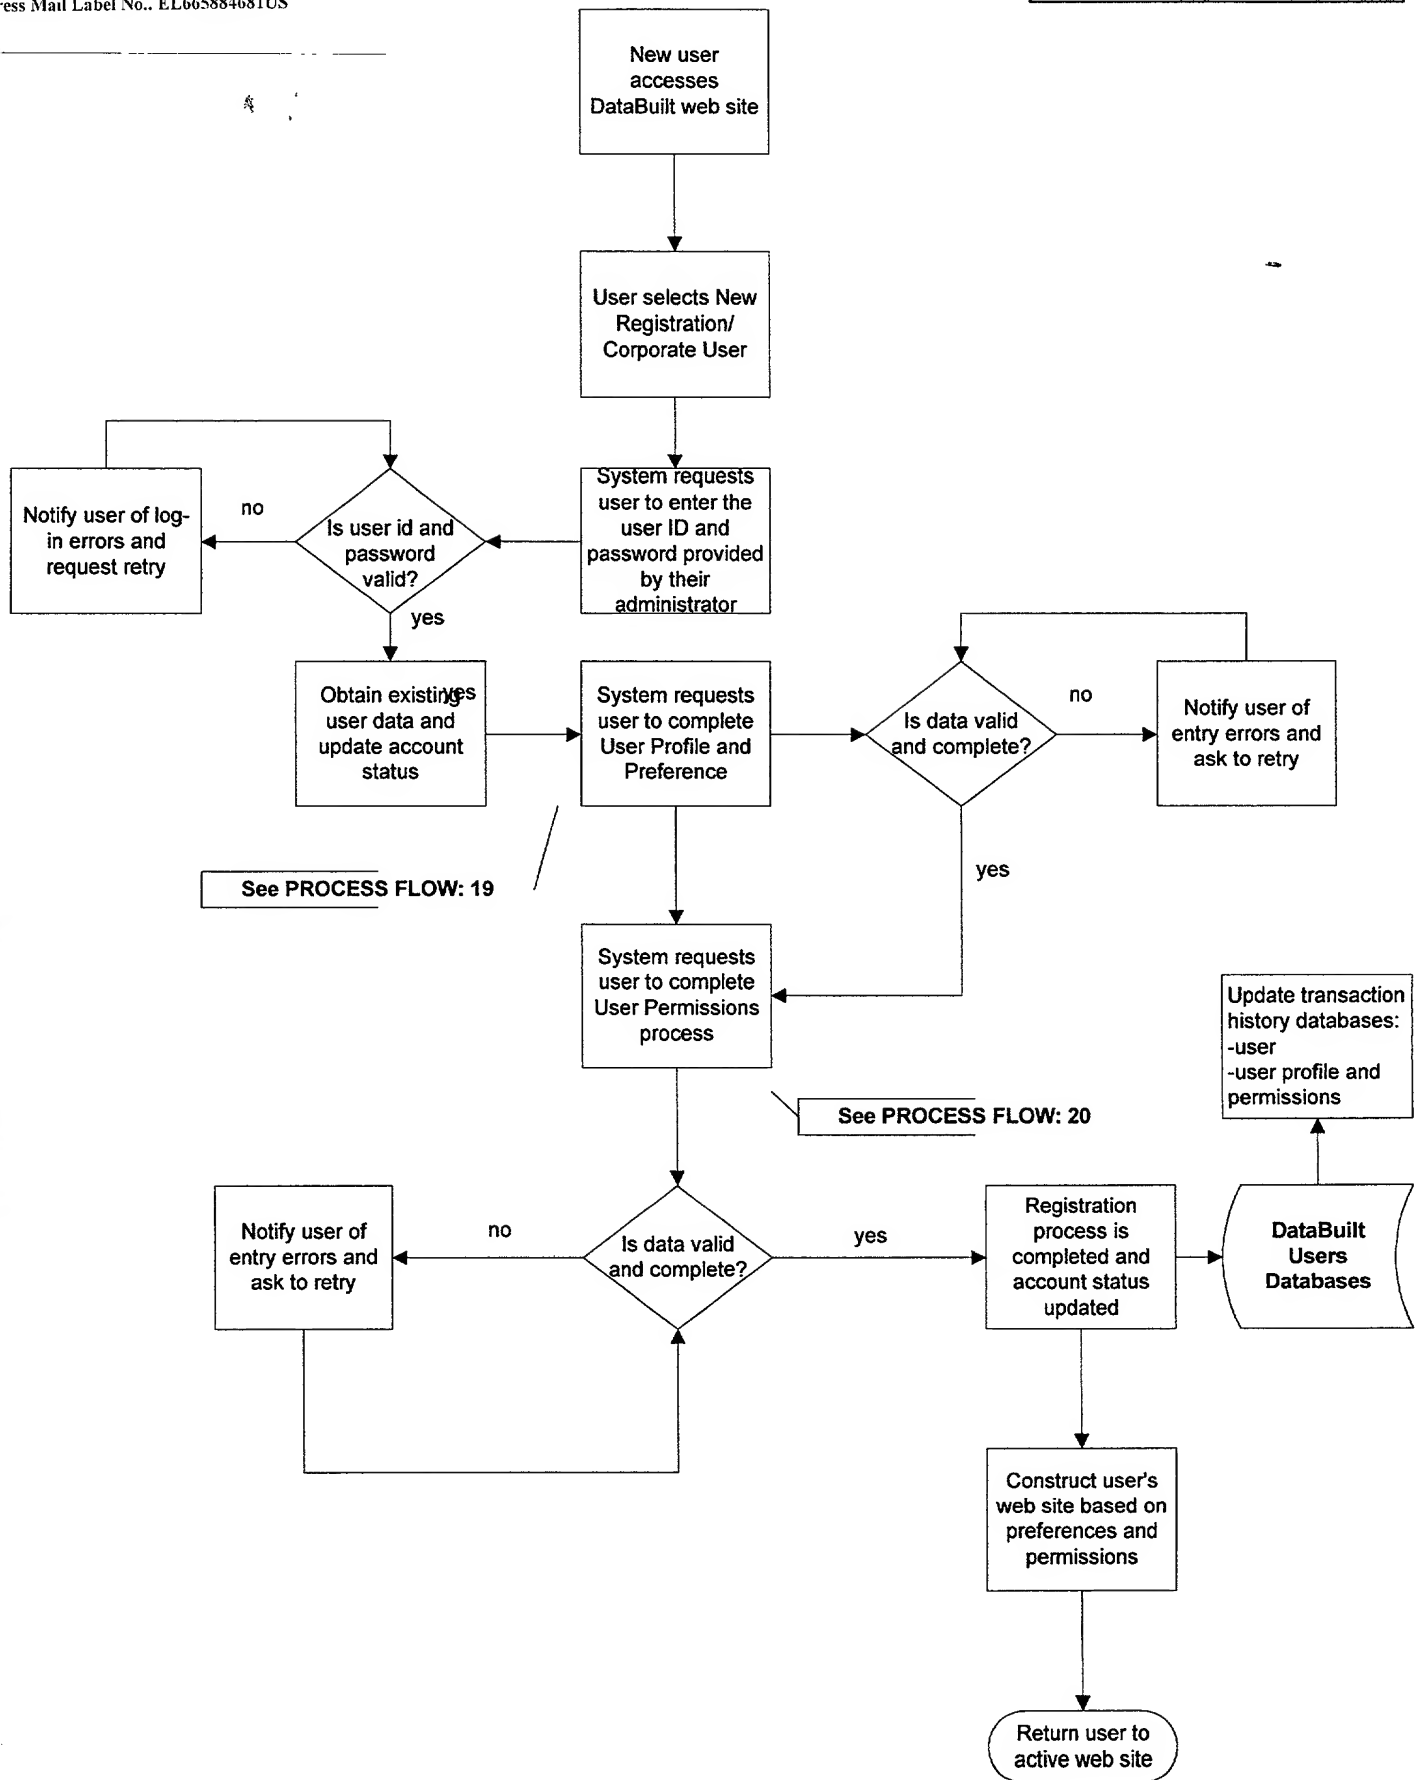 ress Mail Label No.. EL665884681US
New user
accesses
DataBuilt web site
User selects New
Registration/
Corporate User
System requests
user to enter the
user ID and
password provided
by their
administrator
Is user id and
password
valid?
no
Notify user of log-
in errors and
request retry
yes
Obtain existing
user data and
update account
status
yes
System requests
user to complete
User Profile and
Preference
Is data valid
and complete?
no
Notify user of
entry errors and
ask to retry
yes
See PROCESS FLOW: 19
System requests
user to complete
User Permissions
process
See PROCESS FLOW: 20
Update transaction
history databases:
-user
-user profile and
permissions
Is data valid
and complete?
no
Notify user of
entry errors and
ask to retry
yes
Registration
process is
completed and
account status
updated
DataBuilt
Users
Databases
Construct user's
web site based on
preferences and
permissions
Return user to
active web site